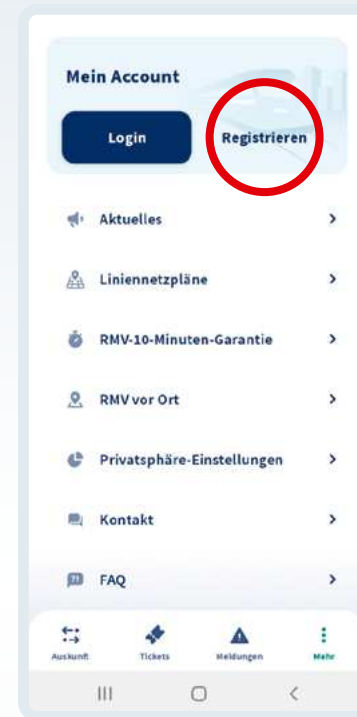 Mein Account
Login
Registrieren
Aktuelles
Liniennetzpläne
RMV-10-Minuten-Garantie
RMV vor Ort
Privatsphäre-Einstellungen
Kontakt
FAQ
Auskunft Tickets Meldungen Mehr